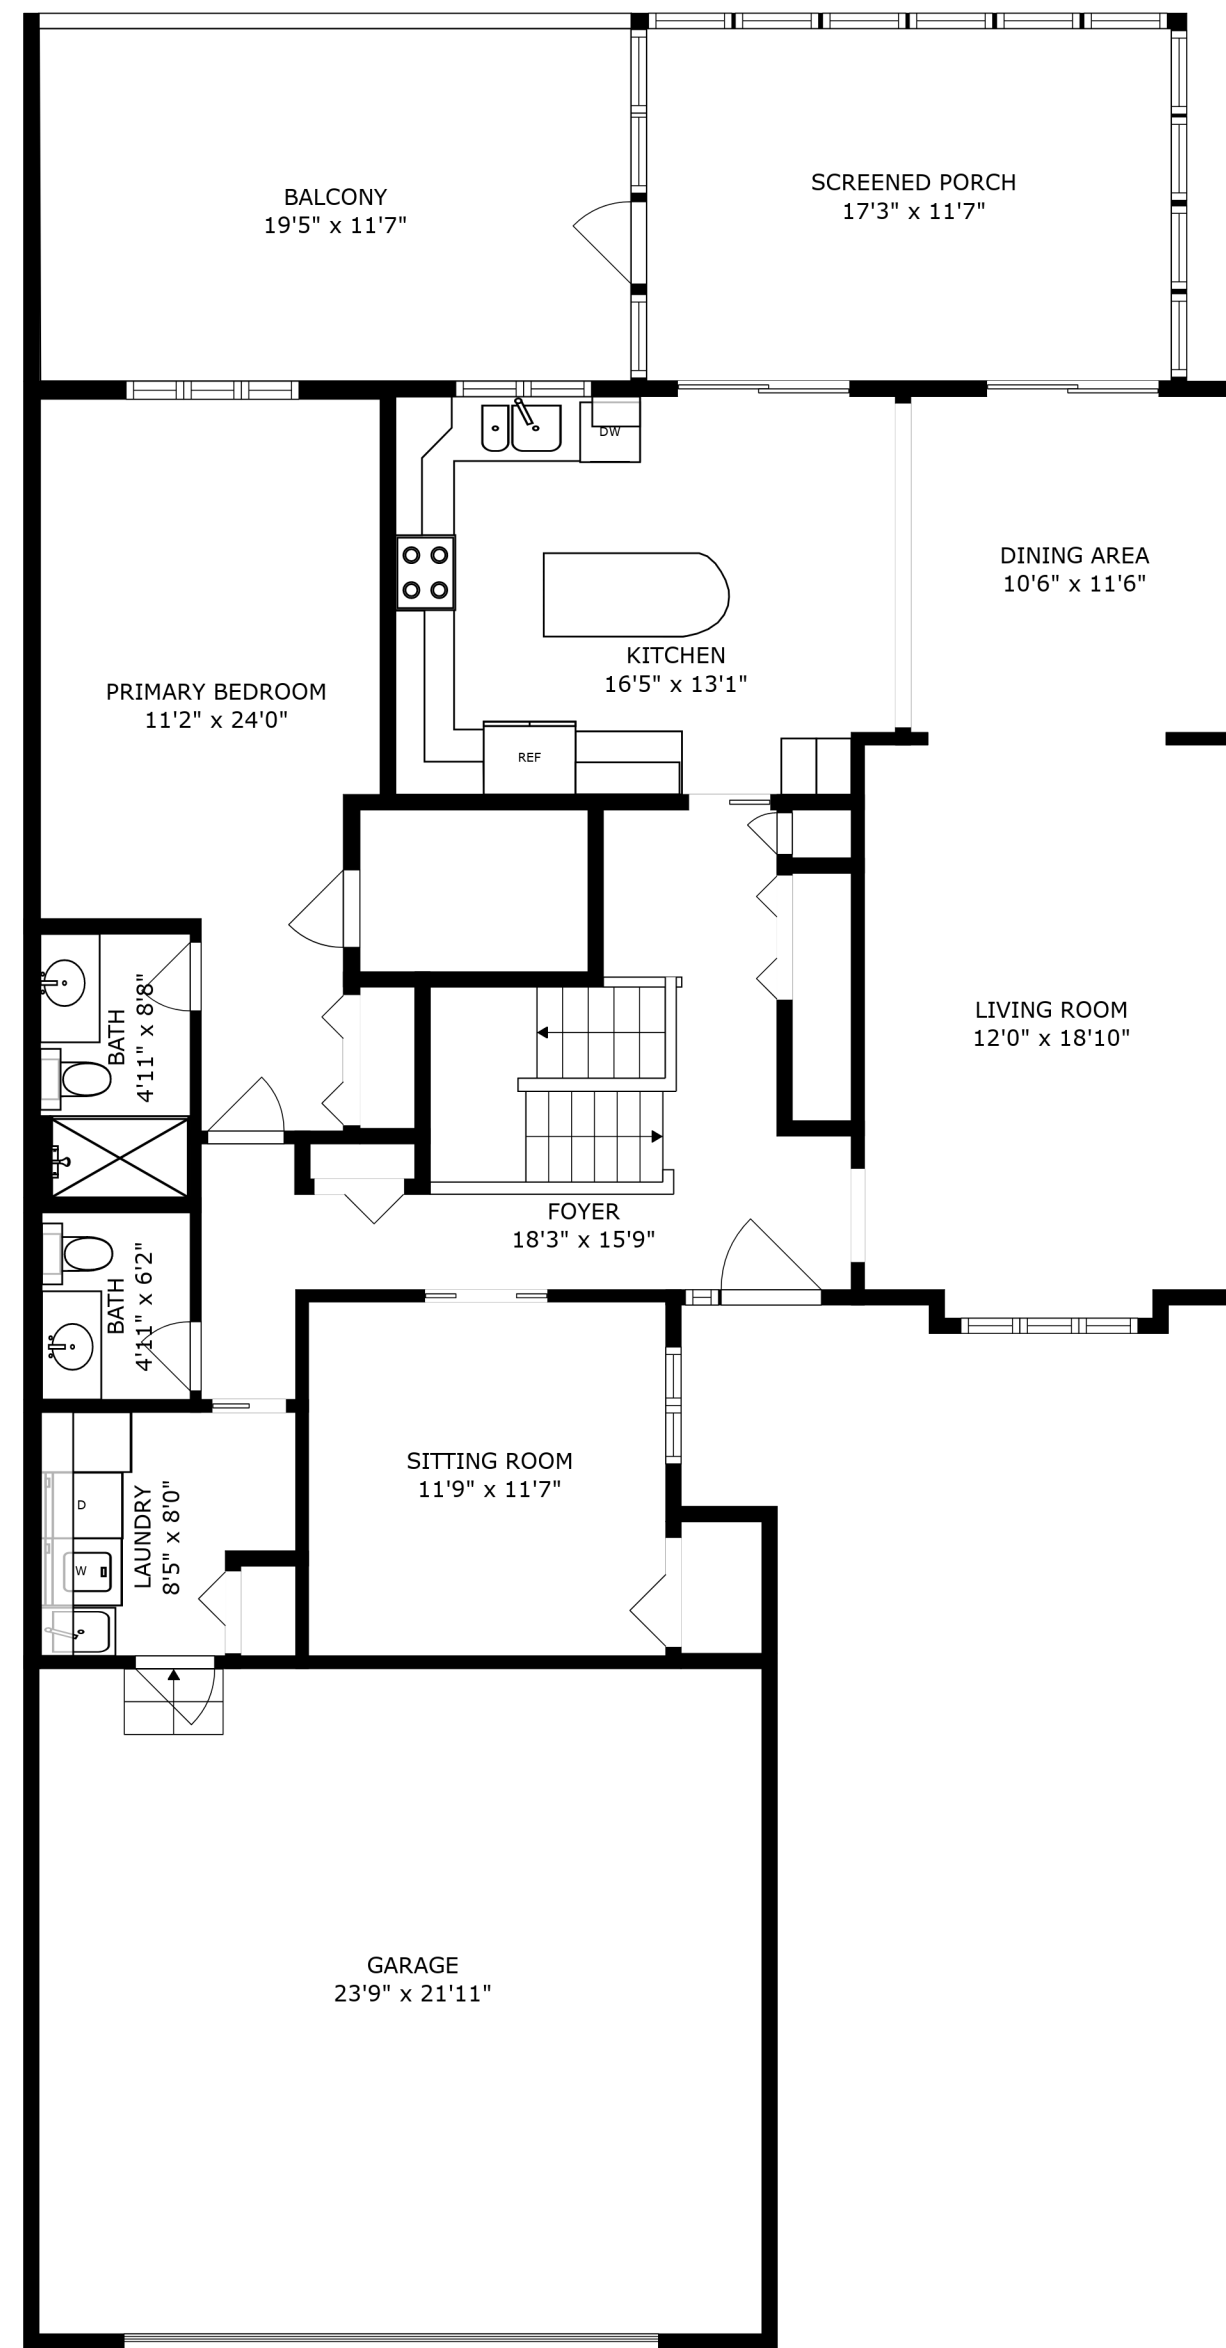 BALCONY
19'5" x 11'7"
SCREENED PORCH
17'3" x 11'7"
DW
DINING AREA
10'6" x 11'6"
KITCHEN
16'5" x 13'1"
PRIMARY BEDROOM
11'2" x 24'0"
REF
BATH
4'11" x 8'8"
LIVING ROOM
12'0" x 18'10"
FOYER
18'3" x 15'9"
BATH
4'11" x 6'2"
SITTING ROOM
11'9" x 11'7"
D
W
LAUNDRY
8'5" x 8'0"
GARAGE
23'9" x 21'11"